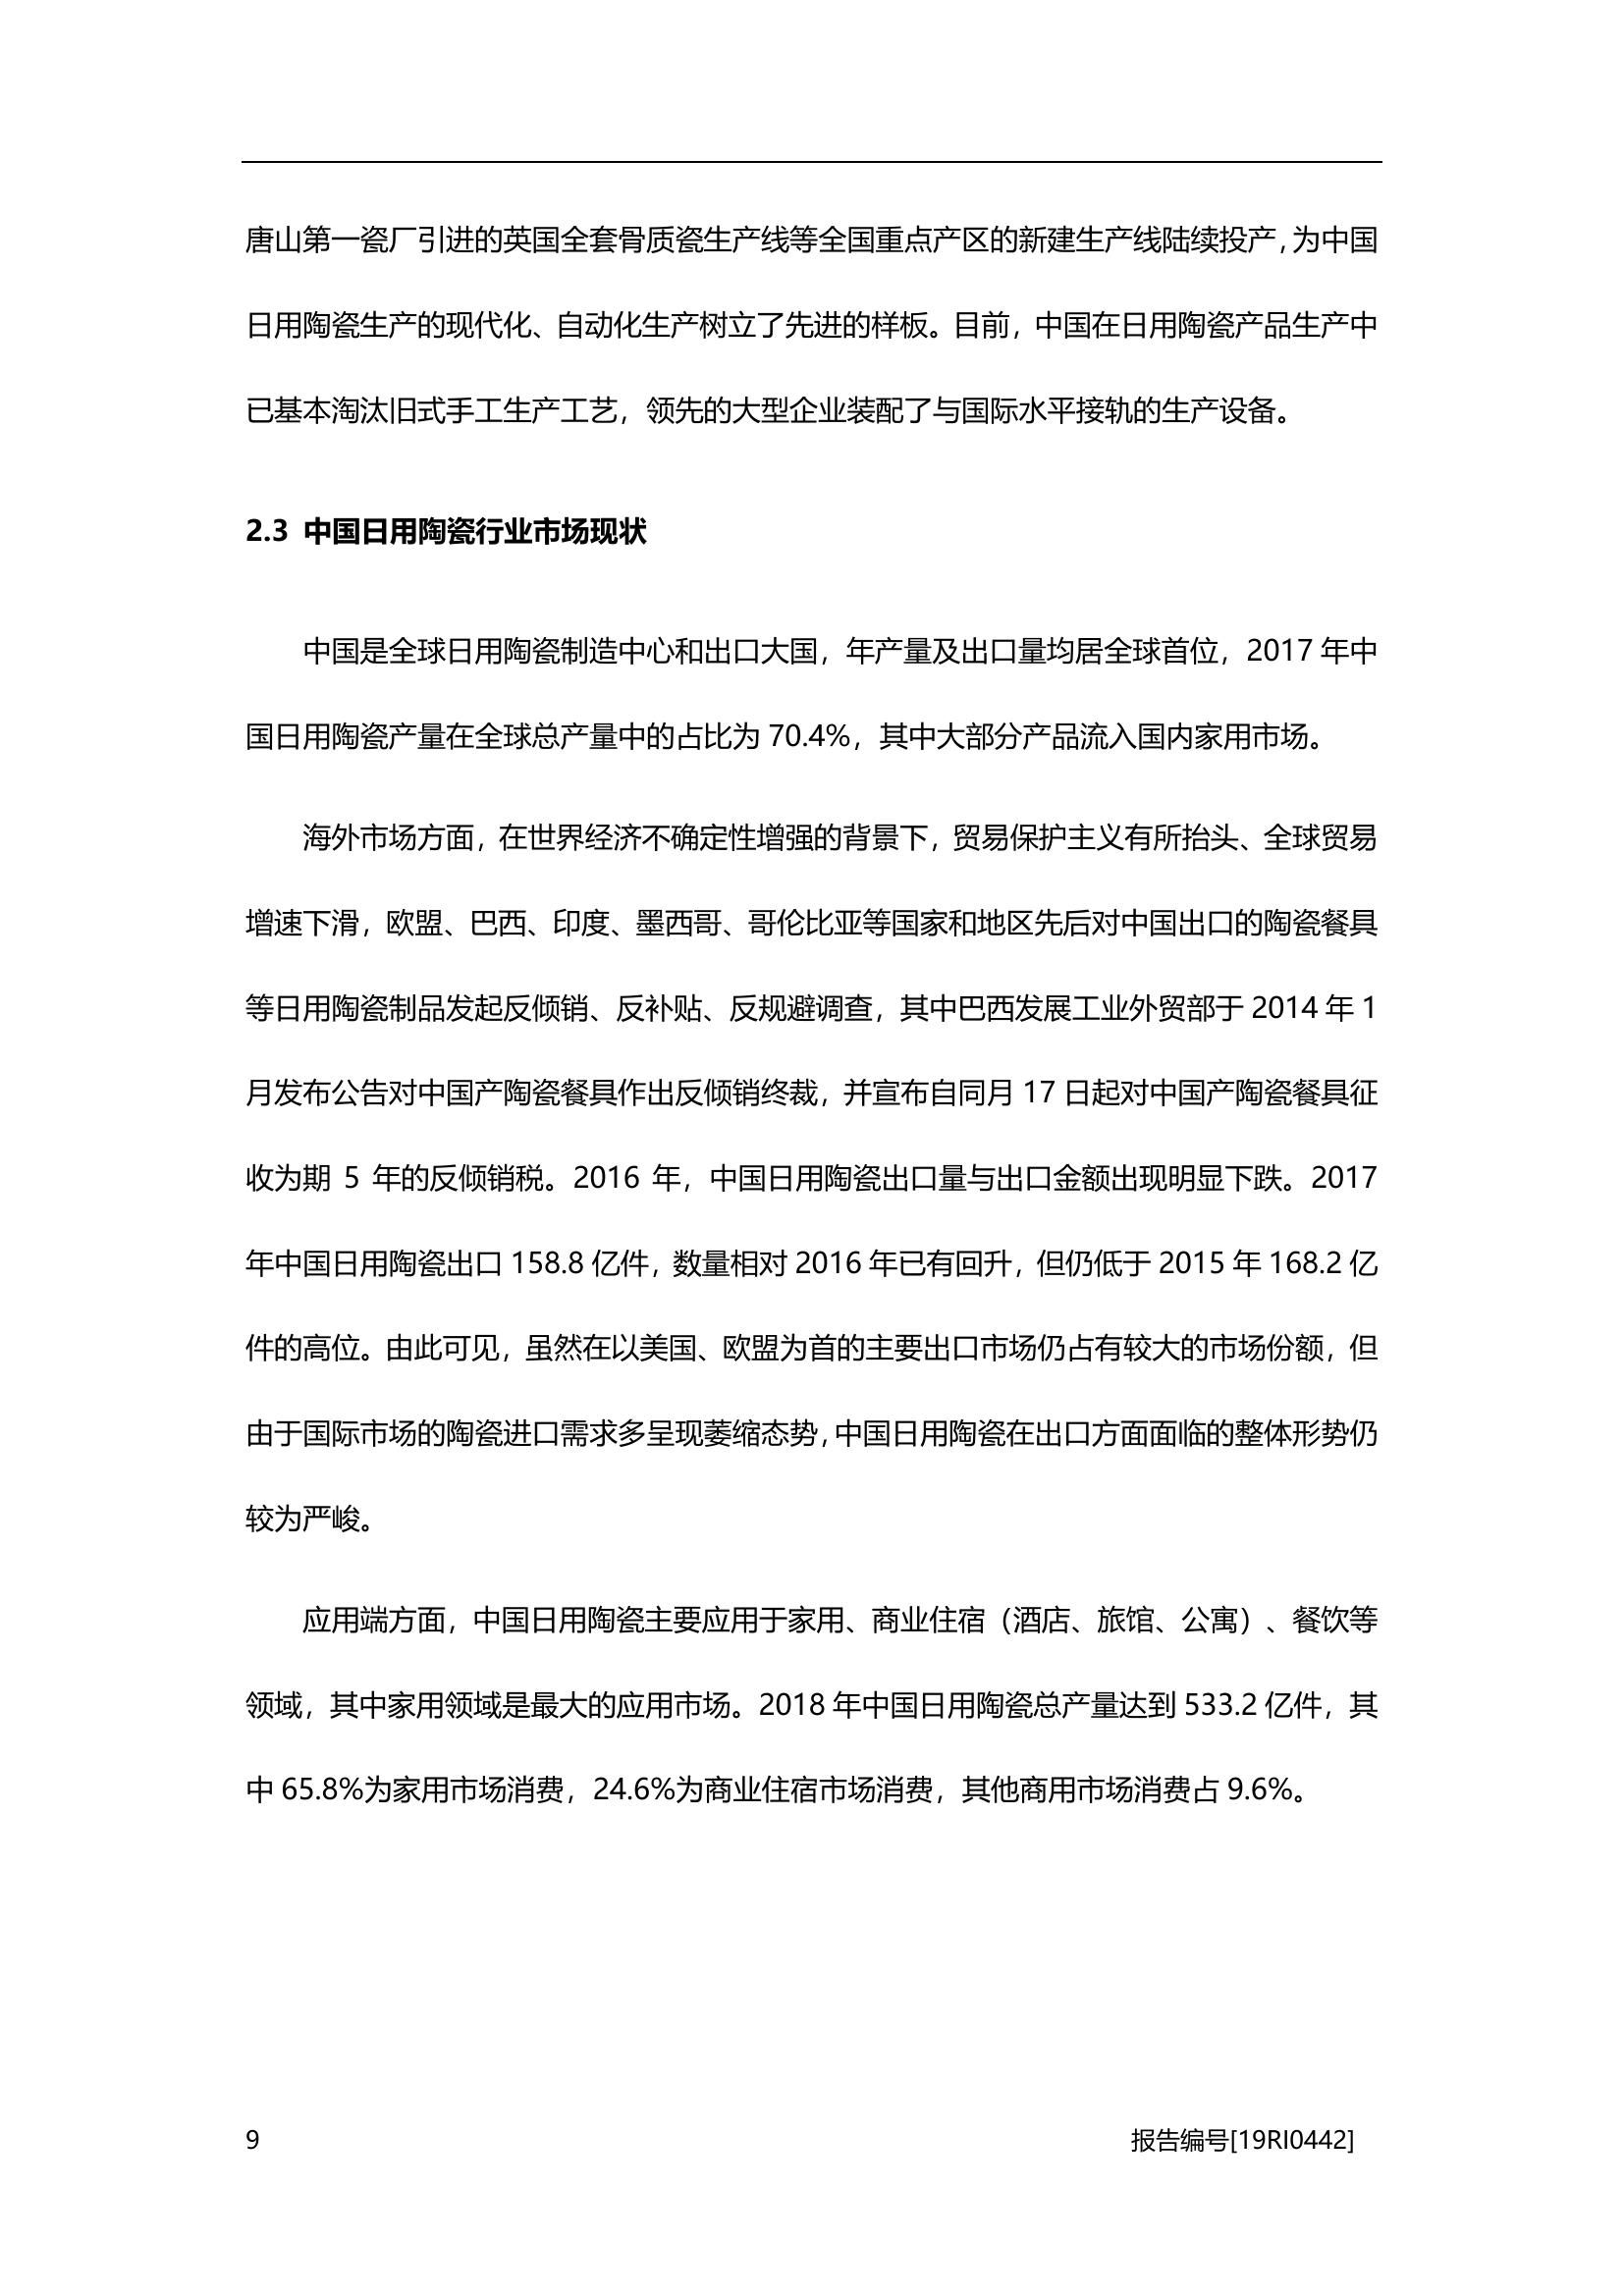 唐山第一瓷厂引进的英国全套骨质瓷生产线等全国重点产区的新建生产线陆续投产，为中国
日用陶瓷生产的现代化、自动化生产树立了先进的样板。目前，中国在日用陶瓷产品生产中
已基本淘汰旧式手工生产工艺，领先的大型企业装配了与国际水平接轨的生产设备。
2.3 中国日用陶瓷行业市场现状
中国是全球日用陶瓷制造中心和出口大国，年产量及出口量均居全球首位，2017 年中
国日用陶瓷产量在全球总产量中的占比为 70.4%，其中大部分产品流入国内家用市场。
海外市场方面，在世界经济不确定性增强的背景下，贸易保护主义有所抬头、全球贸易
增速下滑，欧盟、巴西、印度、墨西哥、哥伦比亚等国家和地区先后对中国出口的陶瓷餐具
等日用陶瓷制品发起反倾销、反补贴、反规避调查，其中巴西发展工业外贸部于 2014 年 1
月发布公告对中国产陶瓷餐具作出反倾销终裁，并宣布自同月 17 日起对中国产陶瓷餐具征
收为期 5 年的反倾销税。2016 年，中国日用陶瓷出口量与出口金额出现明显下跌。2017
年中国日用陶瓷出口 158.8 亿件，数量相对 2016 年已有回升，但仍低于 2015 年 168.2 亿
件的高位。由此可见，虽然在以美国、欧盟为首的主要出口市场仍占有较大的市场份额，但
由于国际市场的陶瓷进口需求多呈现萎缩态势，中国日用陶瓷在出口方面面临的整体形势仍
较为严峻。
应用端方面，中国日用陶瓷主要应用于家用、商业住宿（酒店、旅馆、公寓）、餐饮等
领域，其中家用领域是最大的应用市场。2018 年中国日用陶瓷总产量达到 533.2 亿件，其
中 65.8%为家用市场消费，24.6%为商业住宿市场消费，其他商用市场消费占 9.6%。
9 报告编号[19RI0442]